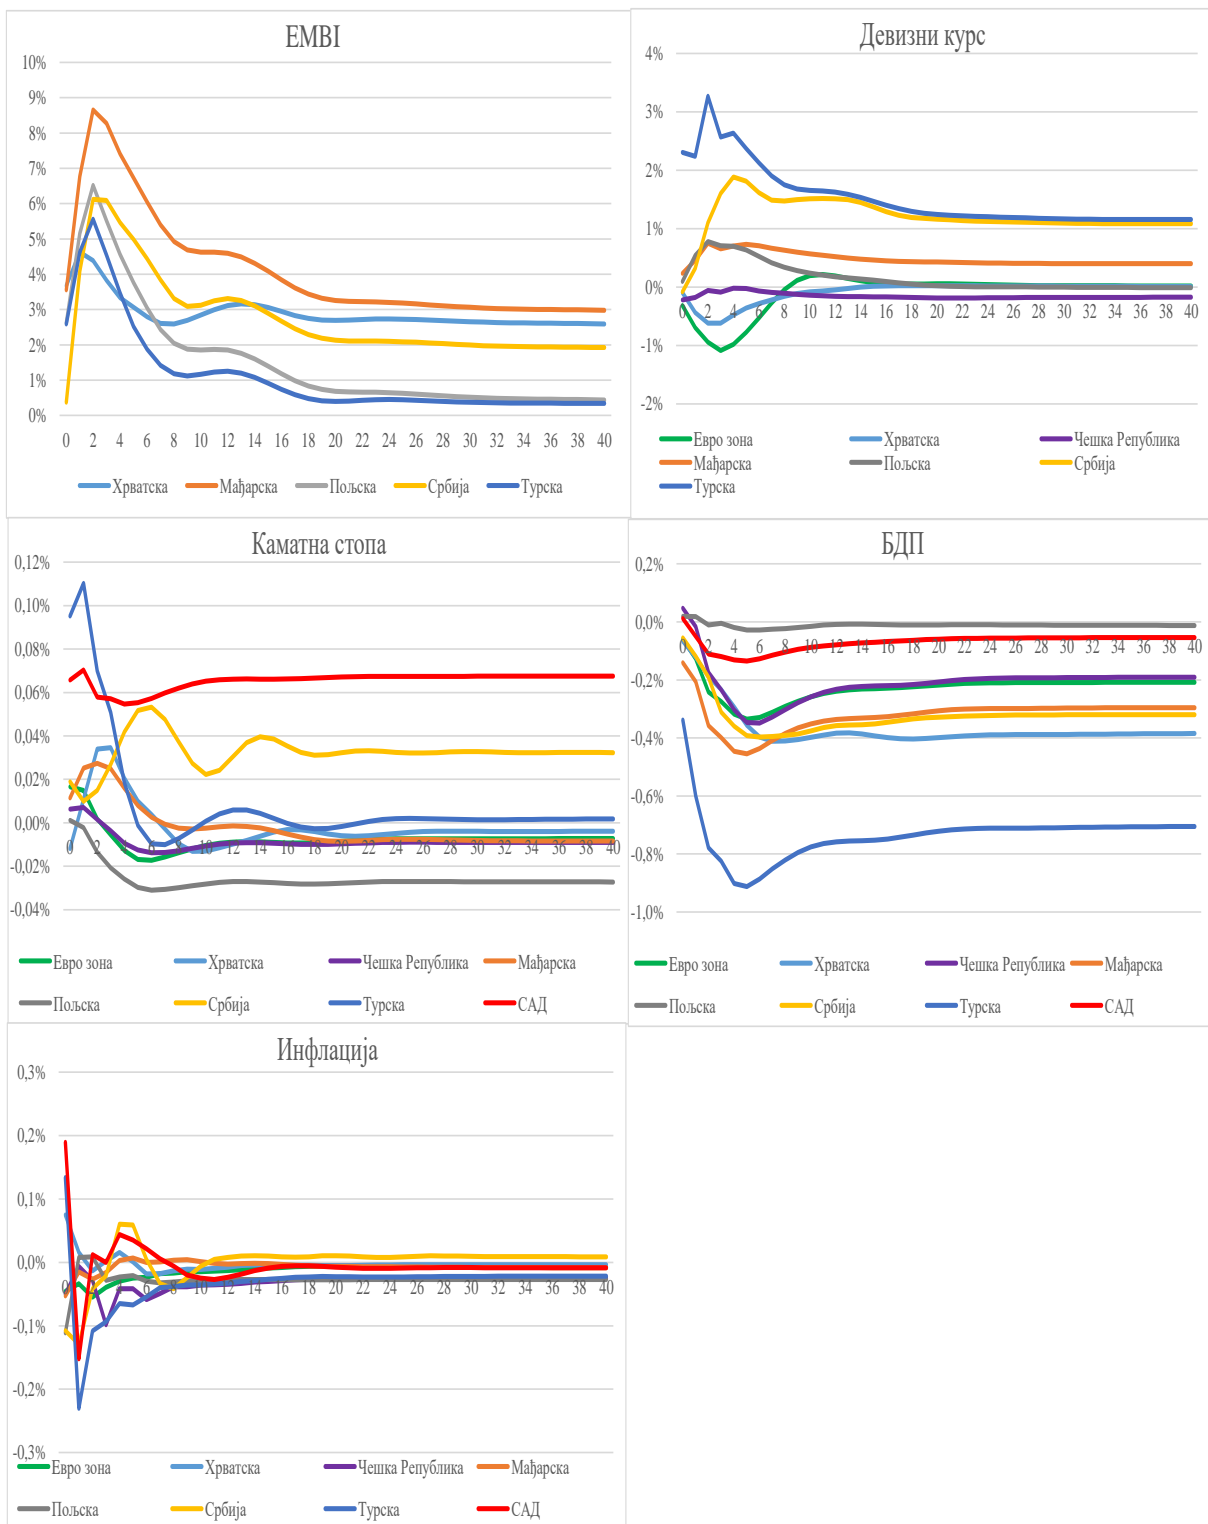 EMBI
10%
9%
8%
7%
6%
5%
4%
3%
2%
1%
0%
0 2 4 6 8 10 12 14 16 18 20 22 24 26 28 30 32 34 36 38 40
Хрватска Мађарска Пољска Србија Турска
Девизни курс
4%
3%
2%
1%
0%
-1%
-2%
0 2 4 6 8 10 12 14 16 18 20 22 24 26 28 30 32 34 36 38 40
Евро зона Хрватска Чешка Република
Мађарска Пољска Србија
Турска
Каматна стопа
0,12%
0,10%
0,08%
0,06%
0,04%
0,02%
0,00%
-0,02%
-0,04%
0 2 4 6 8 10 12 14 16 18 20 22 24 26 28 30 32 34 36 38 40
Евро зона Хрватска Чешка Република Мађарска
Пољска Србија Турска САД
БДП
0,2%
0,0%
-0,2%
-0,4%
-0,6%
-0,8%
-1,0%
0 2 4 6 8 10 12 14 16 18 20 22 24 26 28 30 32 34 36 38 40
Евро зона Хрватска Чешка Република Мађарска
Пољска Србија Турска САД
Инфлација
0,3%
0,2%
0,1%
0,0%
-0,1%
-0,2%
-0,3%
0 2 4 6 8 10 12 14 16 18 20 22 24 26 28 30 32 34 36 38 40
Евро зона Хрватска Чешка Република Мађарска
Пољска Србија Турска САД